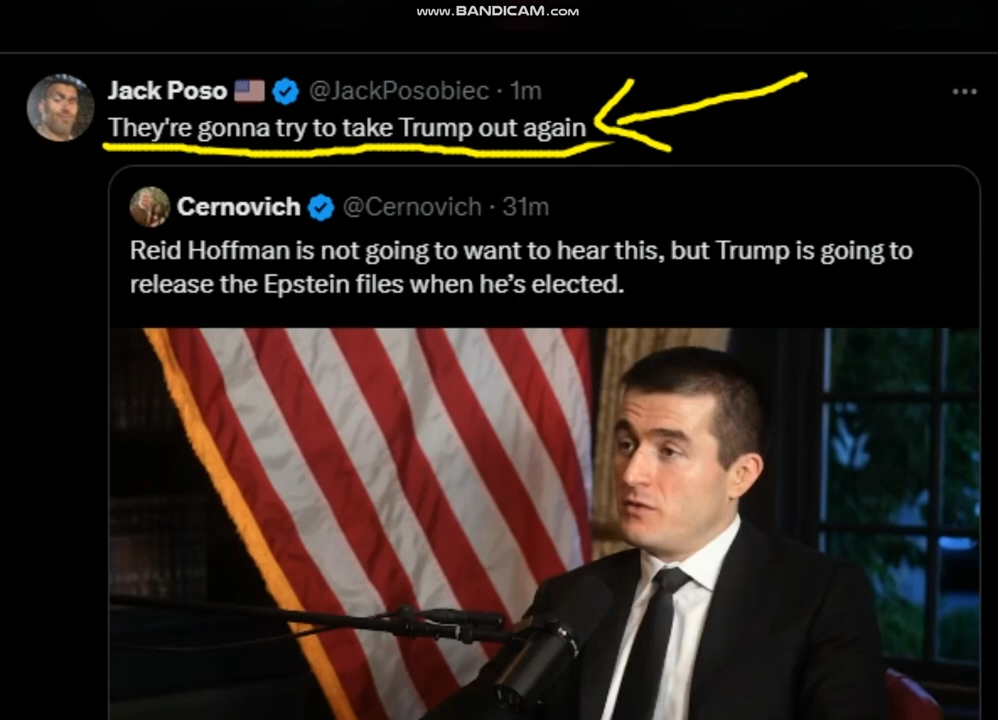 www.BANDICAM.com
Jack Poso 🇺🇸 @JackPosobiec · 1m
They're gonna try to take Trump out again
Cernovich @Cernovich · 31m
Reid Hoffman is not going to want to hear this, but Trump is going to
release the Epstein files when he’s elected.